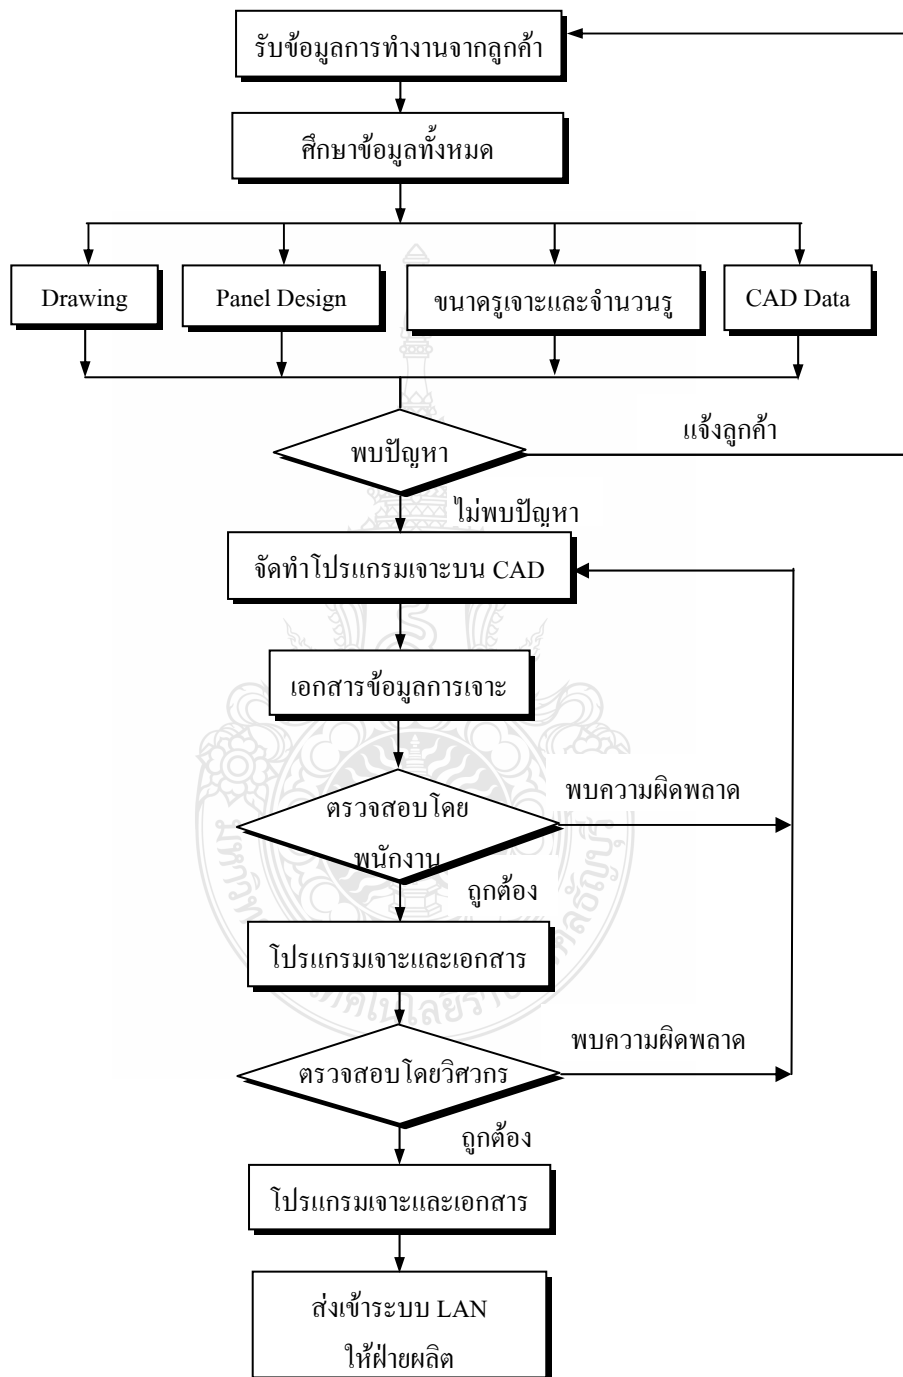 รับข้อมูลการทำงานจากลูกค้า
ศึกษาข้อมูลทั้งหมด
Drawing
Panel Design
ขนาดรูเจาะและจำนวนรู
CAD Data
พบปัญหา
แจ้งลูกค้า
ไม่พบปัญหา
จัดทำโปรแกรมเจาะบน CAD
เอกสารข้อมูลการเจาะ
ตรวจสอบโดย
พนักงาน
พบความผิดพลาด
ถูกต้อง
โปรแกรมเจาะและเอกสาร
ตรวจสอบโดยวิศวกร
พบความผิดพลาด
ถูกต้อง
โปรแกรมเจาะและเอกสาร
ส่งเข้าระบบ LAN
ให้ฝ่ายผลิต